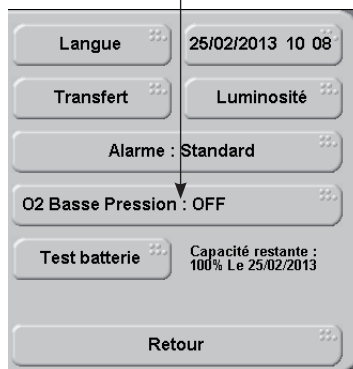 Langue
25/02/2013 10 08
Transfert
Luminosité
Alarme : Standard
O2 Basse Pression : OFF
Test batterie
Capacité restante :
100% Le 25/02/2013
Retour